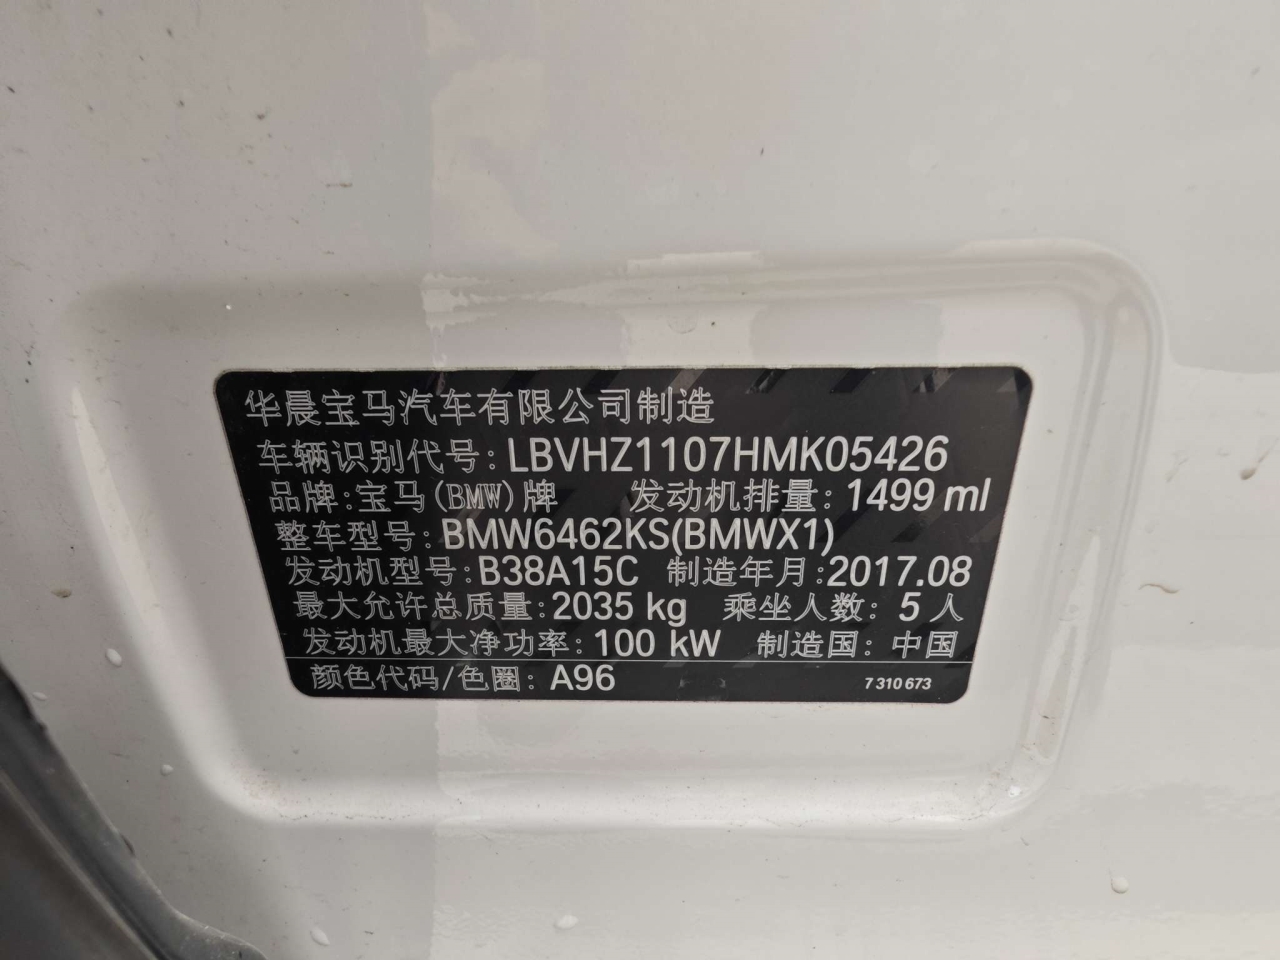 华晨宝马汽车有限公司制造
车辆识别代号: LBVHZ1107HMK05426
品牌: 宝马(BMW)牌 发动机排量: 1499 ml
整车型号: BMW6462KS(BMWX1)
发动机型号: B38A15C 制造年月: 2017.08
最大允许总质量: 2035 kg 乘坐人数: 5 人
发动机最大净功率: 100 kW 制造国: 中国
颜色代码/色圈: A96 7 310 673